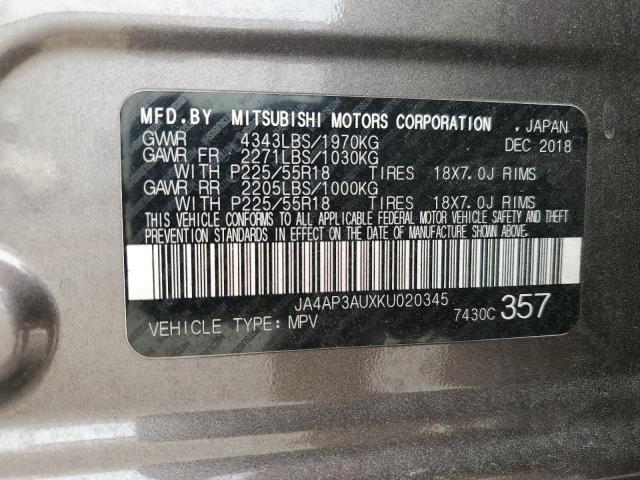 MFD.BY MITSUBISHI MOTORS CORPORATION , JAPAN
GVWR 4343LBS/1970KG DEC 2018
GAWR FR 2271LBS/1030KG
WITH P225/55R18 TIRES 18X7.0J RIMS
GAWR RR 2205LBS/1000KG
WITH P225/55R18 TIRES 18X7.0J RIMS
THIS VEHICLE CONFORMS TO ALL APPLICABLE FEDERAL MOTOR VEHICLE SAFETY AND THEFT
PREVENTION STANDARDS IN EFFECT ON THE DATE OF MANUFACTURE SHOWN ABOVE.
JA4AP3AUXKU020345
VEHICLE TYPE: MPV 7430C 357